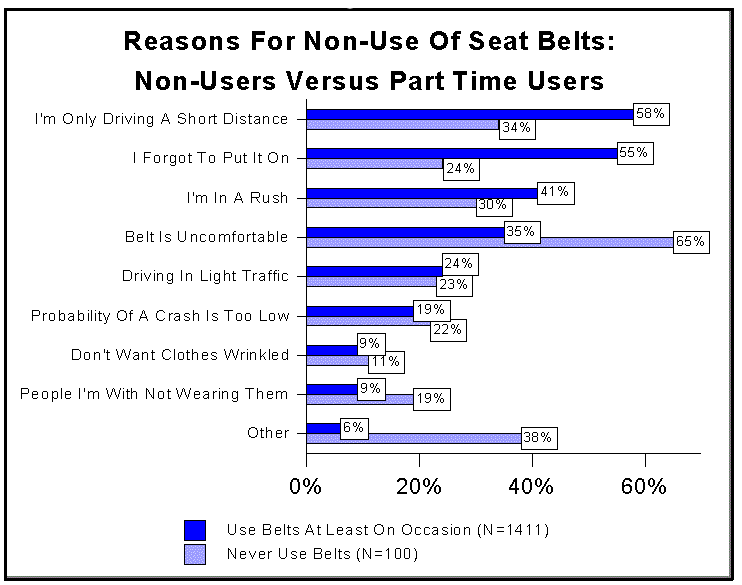 Reasons For Non-Use Of Seat Belts:
Non-Users Versus Part Time Users
I'm Only Driving A Short Distance 58%
34%
I Forgot To Put It On 55%
24%
I'm In A Rush 41%
30%
Belt Is Uncomfortable 35%
65%
Driving In Light Traffic 24%
23%
Probability Of A Crash Is Too Low 19%
22%
Don't Want Clothes Wrinkled 9%
11%
People I'm With Not Wearing Them 9%
19%
Other 6%
38%
0% 20% 40% 60%
Use Belts At Least On Occasion (N=1411)
Never Use Belts (N=100)